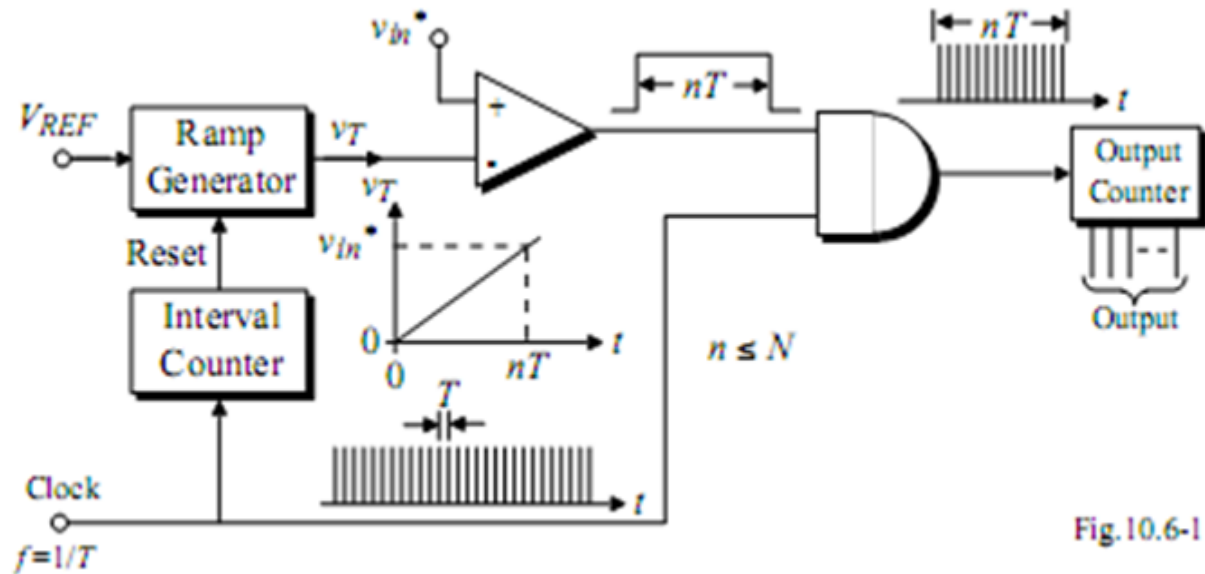 v_in*
nT
nT
t
V_REF
Ramp
Generator
v_T
+
-
Output
Counter
v_T
v_in*
Reset
Interval
Counter
0
0
nT
t
n ≤ N
Output
T
t
Clock
f=1/T
Fig.10.6-1